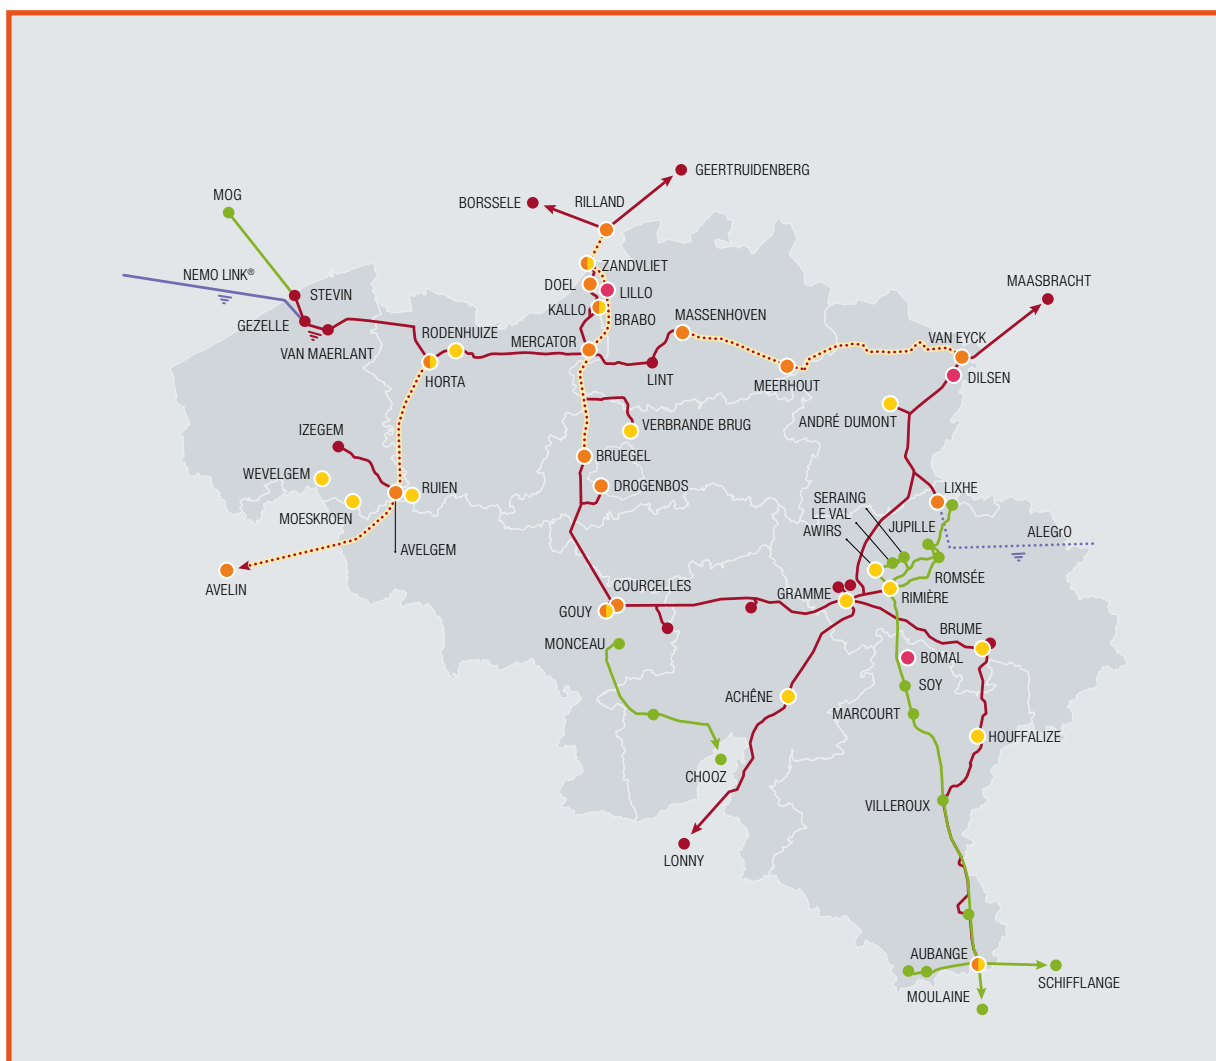 GEERTRUIDENBERG
MOG
BORSSELE
RILLAND
NEMO LINK®
ZANDVLIET
MAASBRACHT
DOEL
LILLO
STEVIN
KALLO
BRABO
MASSENHOVEN
GEZELLE
RODENHUIZE
MERCATOR
VAN EYCK
VAN MAERLANT
HORTA
LINT
MEERHOUT
DILSEN
IZEGEM
VERBRANDE BRUG
ANDRÉ DUMONT
BRUEGEL
WEVELGEM
RUIEN
DROGENBOS
LIXHE
SERAING
LE VAL
AWIRS
JUPILLE
ALEGrO
MOESKROEN
AVELGEM
ROMSÉE
AVELIN
COURCELLES
GRAMME
RIMIÈRE
GOUY
MONCEAU
BRUME
BOMAL
SOY
ACHÊNE
MARCOURT
HOUFFALIZE
CHOOZ
VILLEROUX
LONNY
AUBANGE
SCHIFFLANGE
MOULAINE